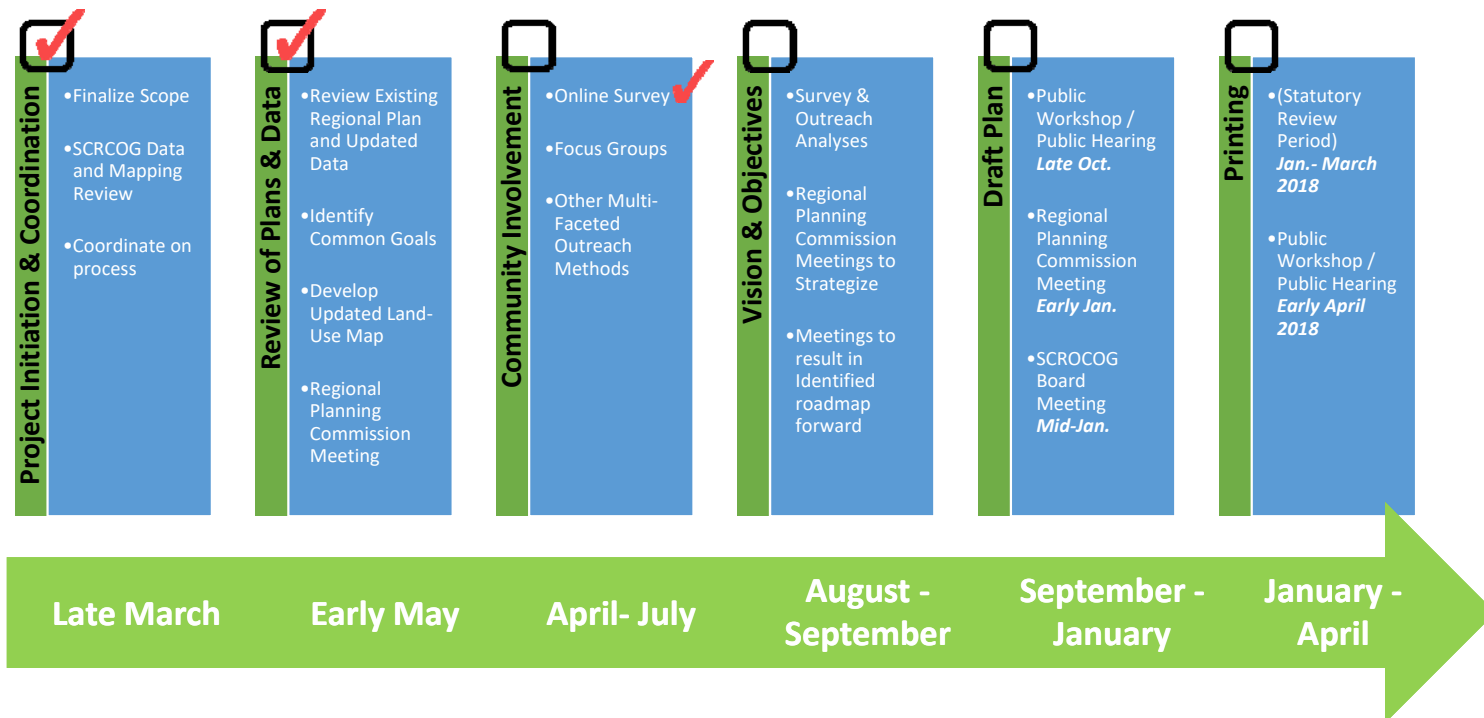 Project Initiation & Coordination
•Finalize Scope
•SCRCOG Data
and Mapping
Review
•Coordinate on
process
Review of Plans & Data
•Review Existing
Regional Plan
and Updated
Data
•Identify
Common Goals
•Develop
Updated Land-
Use Map
•Regional
Planning
Commission
Meeting
Community Involvement
•Online Survey
•Focus Groups
•Other Multi-
Faceted
Outreach
Methods
Vision & Objectives
•Survey &
Outreach
Analyses
•Regional
Planning
Commission
Meetings to
Strategize
•Meetings to
result in
Identified
roadmap
forward
Draft Plan
•Public
Workshop /
Public Hearing
Late Oct.
•Regional
Planning
Commission
Meeting
Early Jan.
•SCROCOG
Board
Meeting
Mid-Jan.
Printing
•(Statutory
Review
Period)
Jan.- March
2018
•Public
Workshop /
Public Hearing
Early April
2018
Late March
Early May
April- July
August -
September
September -
January
January -
April